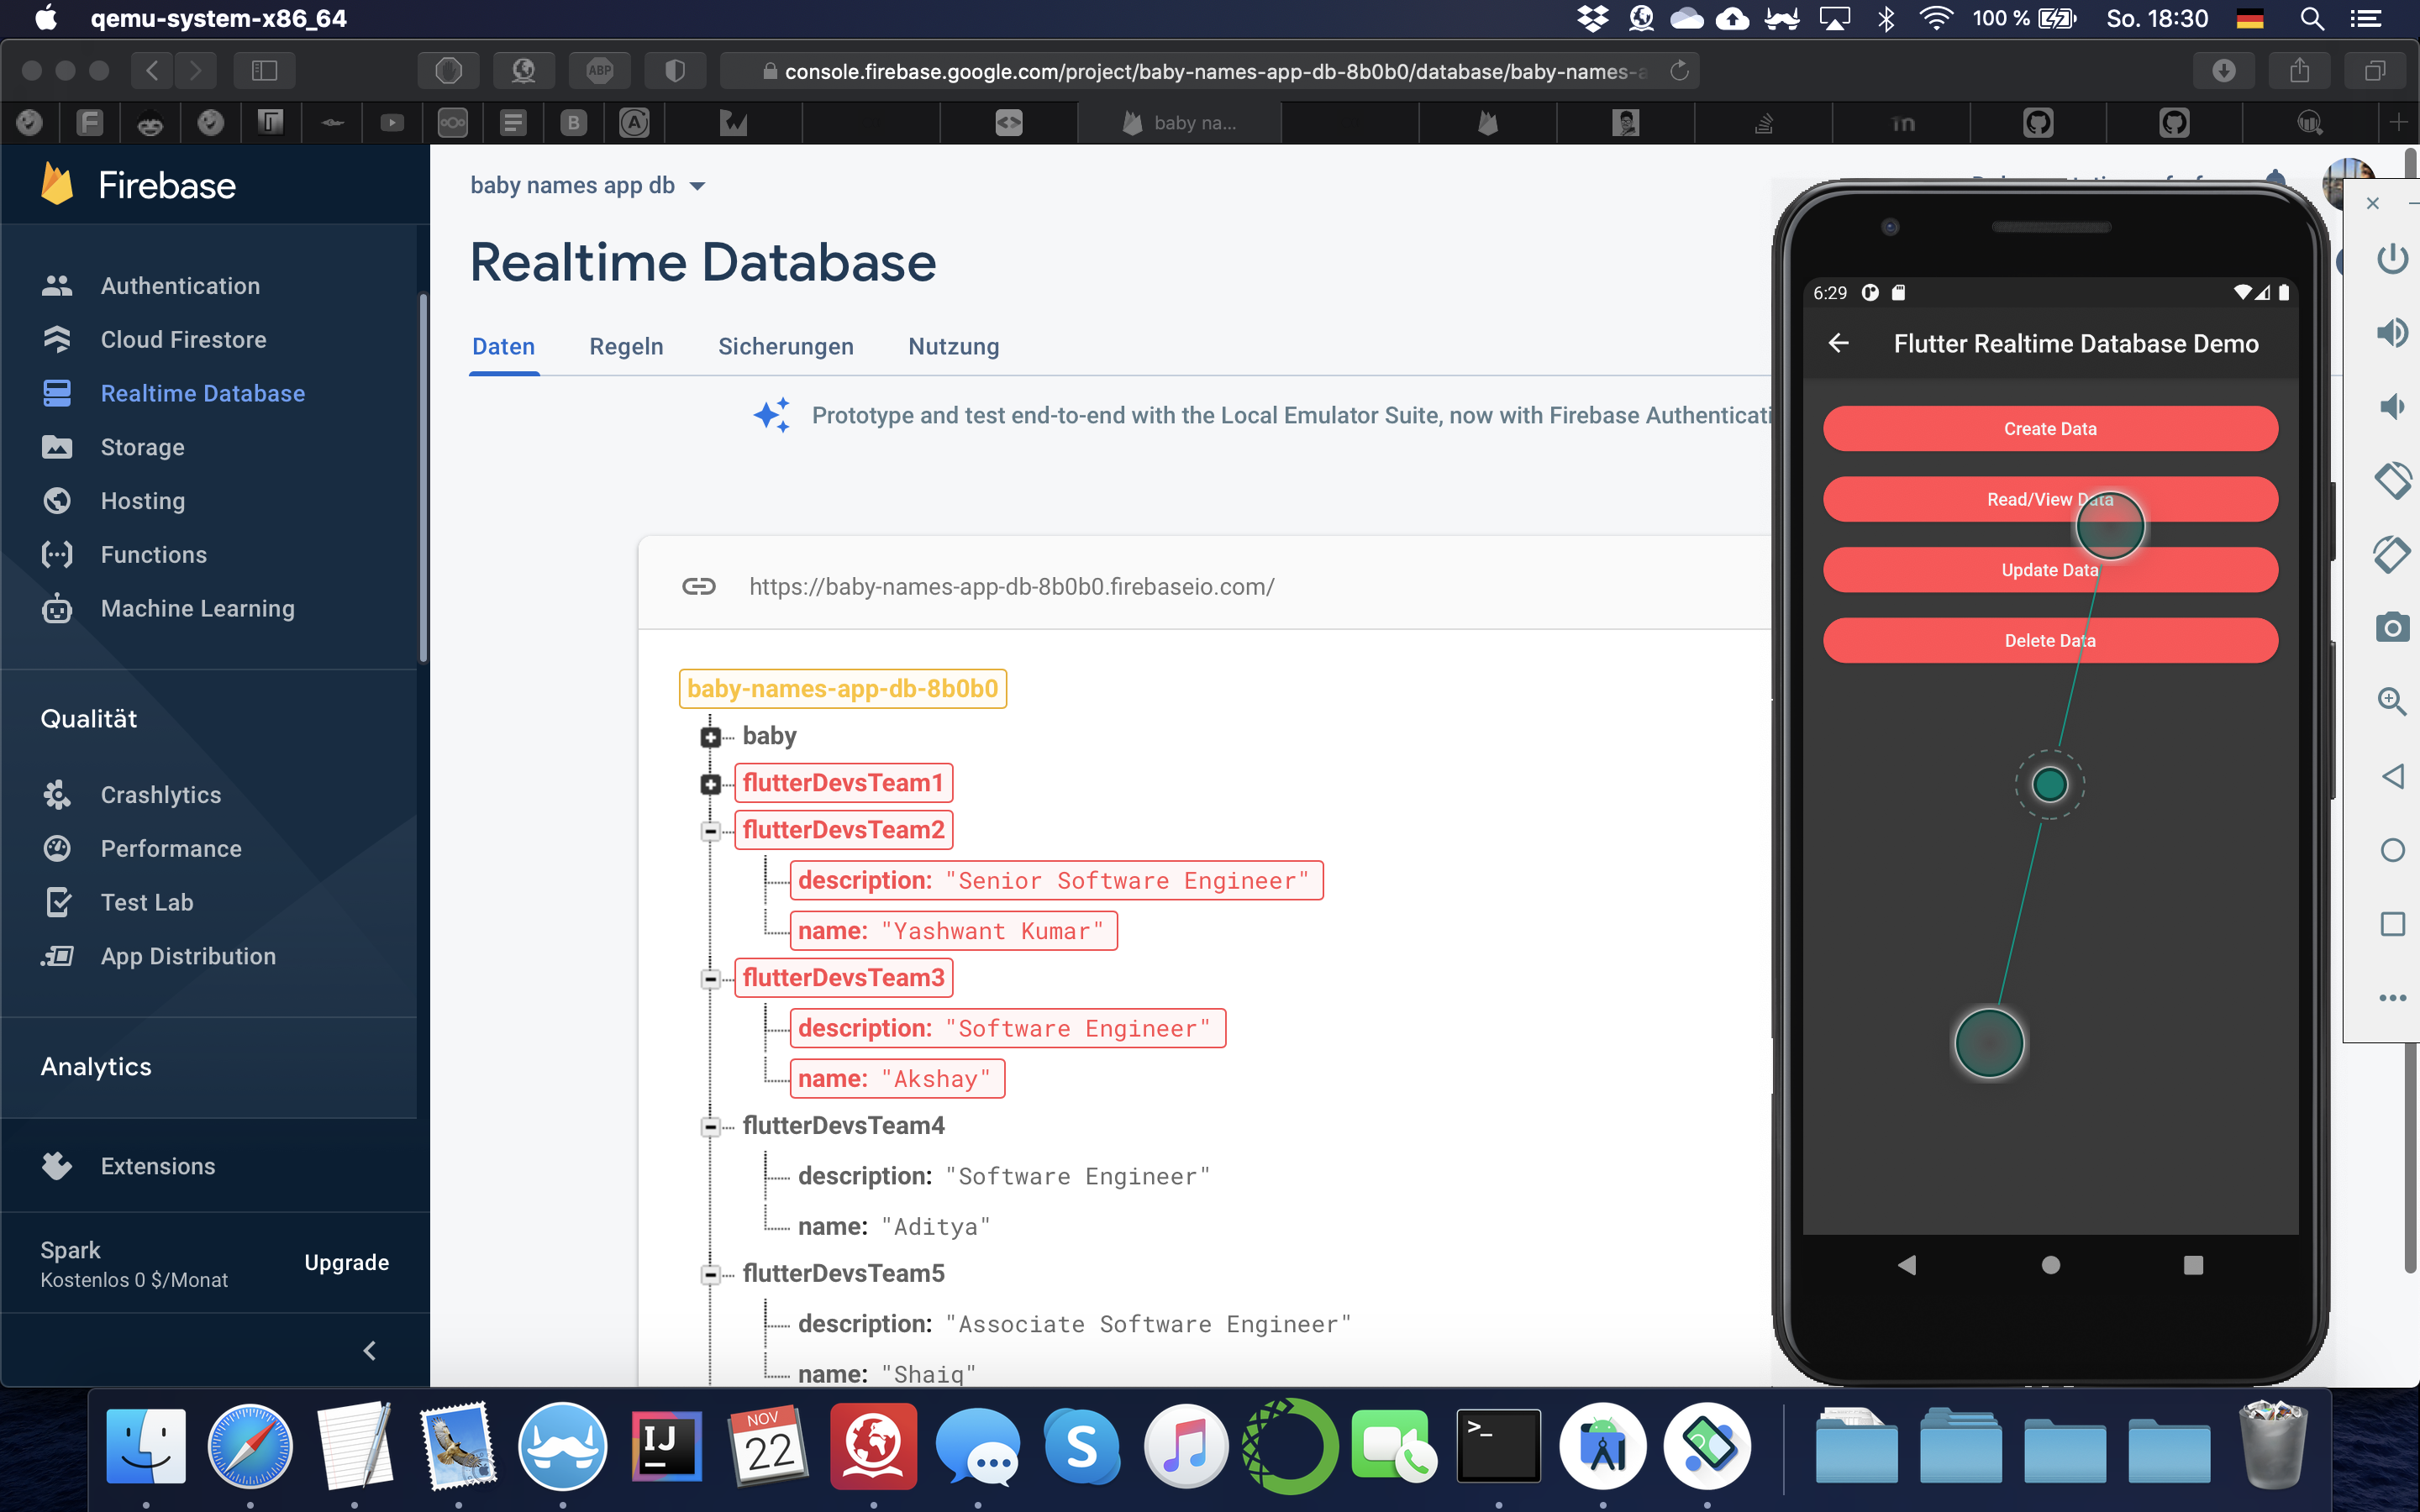 qemu-system-x86_64
100 %
So. 18:30
ABP
console.firebase.google.com/project/baby-names-app-db-8b0b0/database/baby-names-a
baby na...
Firebase
Authentication
Cloud Firestore
Realtime Database
Storage
Hosting
Functions
Machine Learning
Qualität
Crashlytics
Performance
Test Lab
App Distribution
Analytics
Extensions
Spark
Kostenlos 0 $/Monat
Upgrade
baby names app db
Realtime Database
Daten
Regeln
Sicherungen
Nutzung
Prototype and test end-to-end with the Local Emulator Suite, now with Firebase Authenticati
https://baby-names-app-db-8b0b0.firebaseio.com/
baby-names-app-db-8b0b0
baby
flutterDevsTeam1
flutterDevsTeam2
description: "Senior Software Engineer"
name: "Yashwant Kumar"
flutterDevsTeam3
description: "Software Engineer"
name: "Akshay"
flutterDevsTeam4
description: "Software Engineer"
name: "Aditya"
flutterDevsTeam5
description: "Associate Software Engineer"
name: "Shaiq"
6:29
Flutter Realtime Database Demo
Create Data
Read/View Data
Update Data
Delete Data
IJ
NOV
22
S
>_